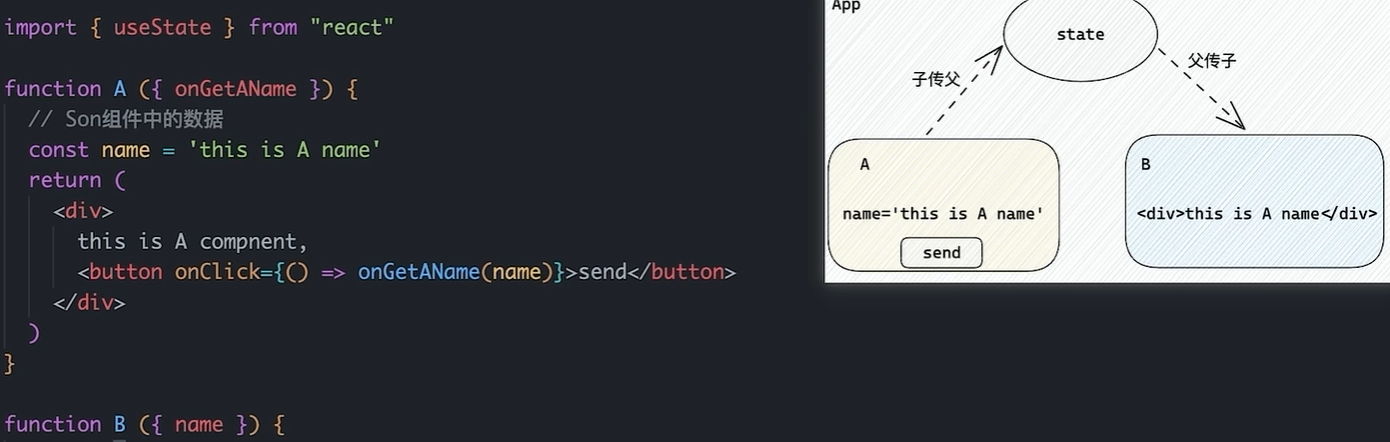 import { useState } from "react"
function A ({ onGetAName }) {
// Son组件中的数据
const name = 'this is A name'
return (
<div>
this is A compnent,
<button onClick={() => onGetAName(name)}>send</button>
</div>
)
}
function B ({ name }) {
App
state
子传父
父传子
A
name='this is A name'
send
B
<div>this is A name</div>